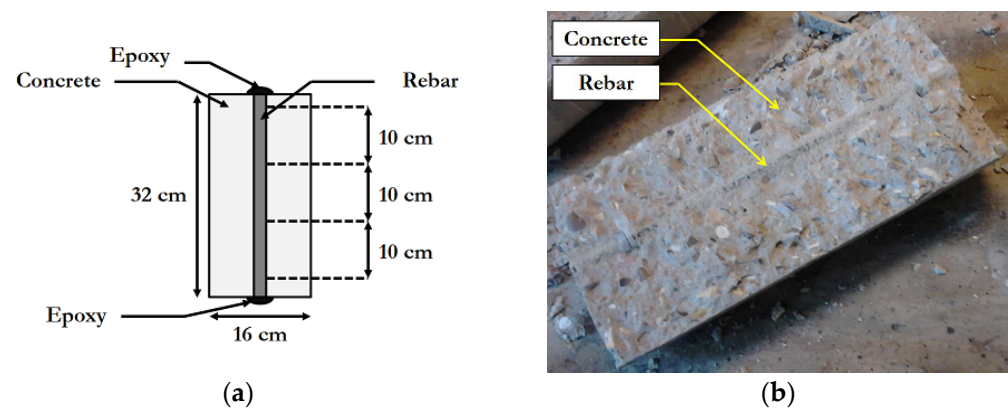 Epoxy
Concrete
Rebar
10 cm
32 cm
10 cm
10 cm
Epoxy
16 cm
(a)
Concrete
Rebar
(b)